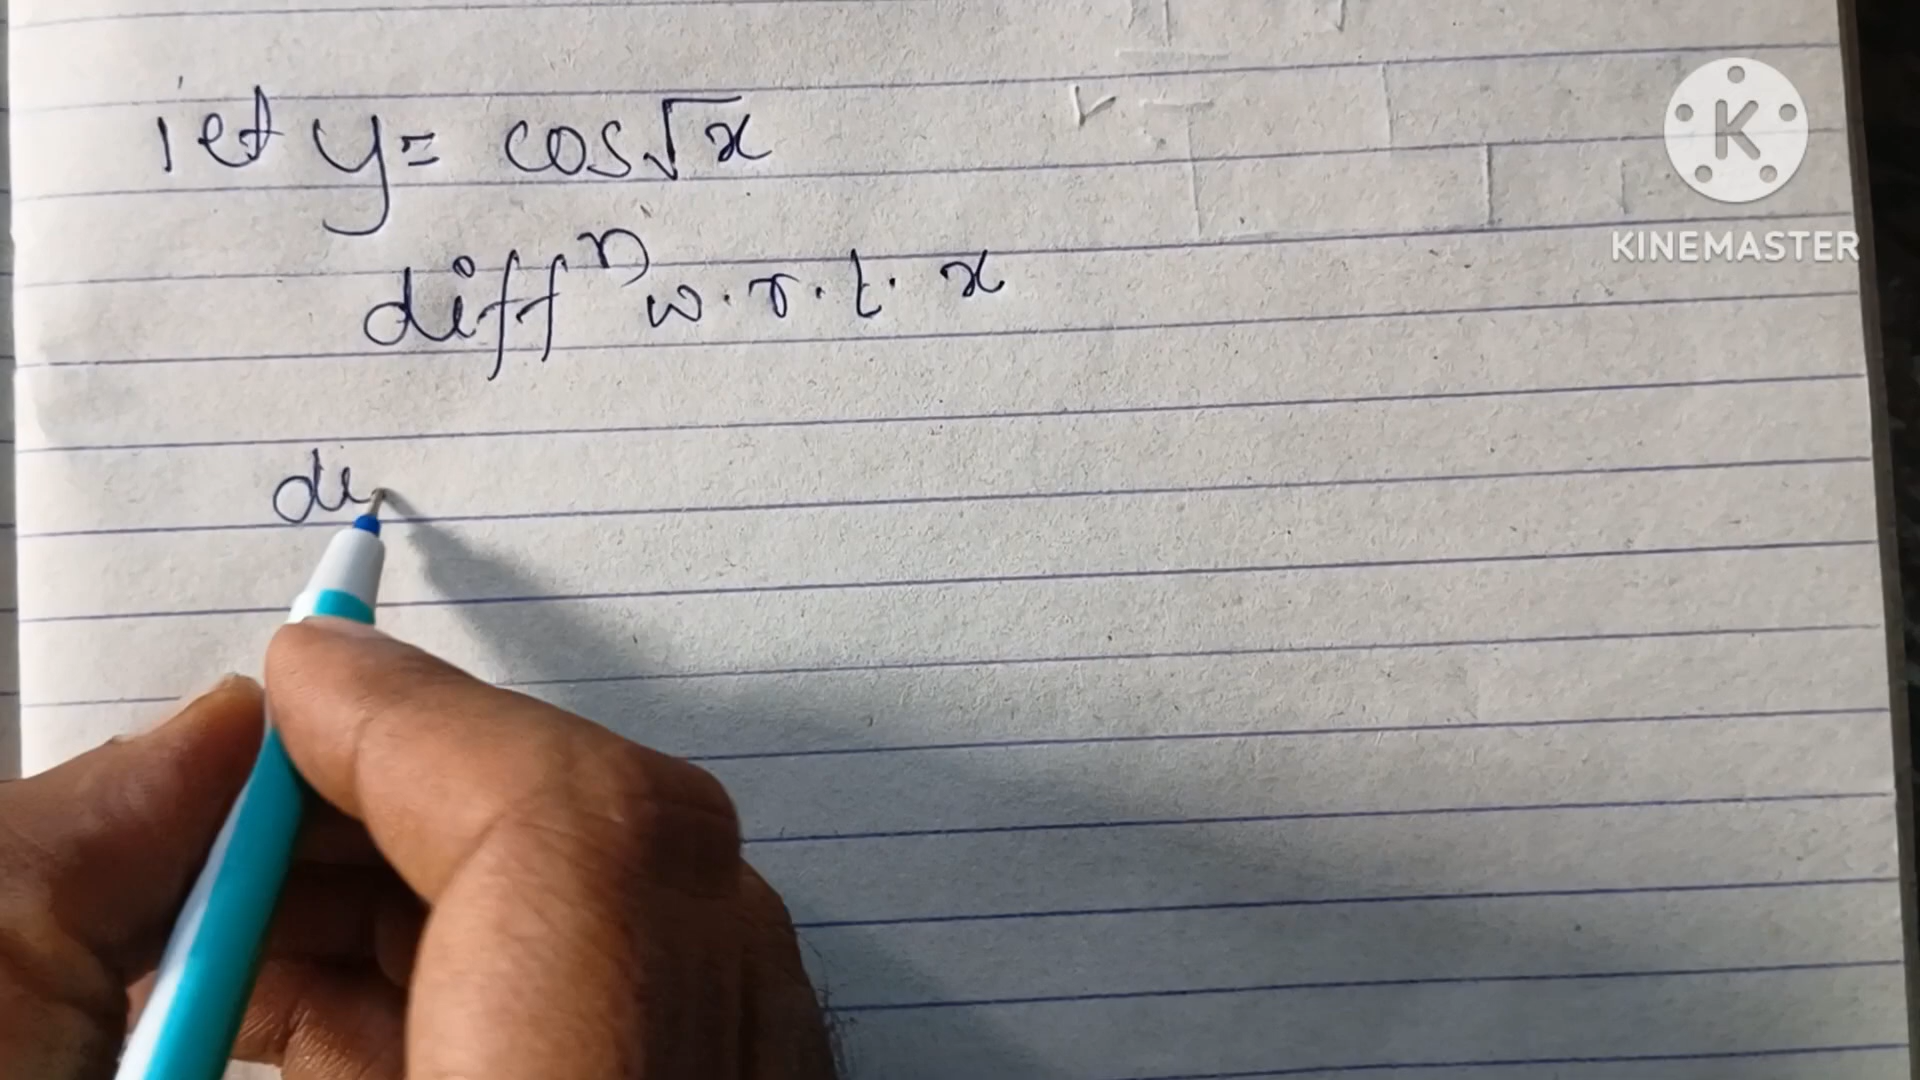 let y = cos√x
diffⁿ w.r.t. x
KINEMASTER